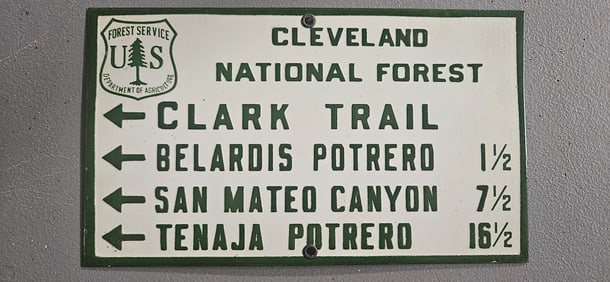 FOREST SERVICE
U S
DEPARTMENT OF AGRICULTURE
CLEVELAND
NATIONAL FOREST
CLARK TRAIL
BELARDIS POTRERO 1½
SAN MATEO CANYON 7½
TENAJA POTRERO 16½